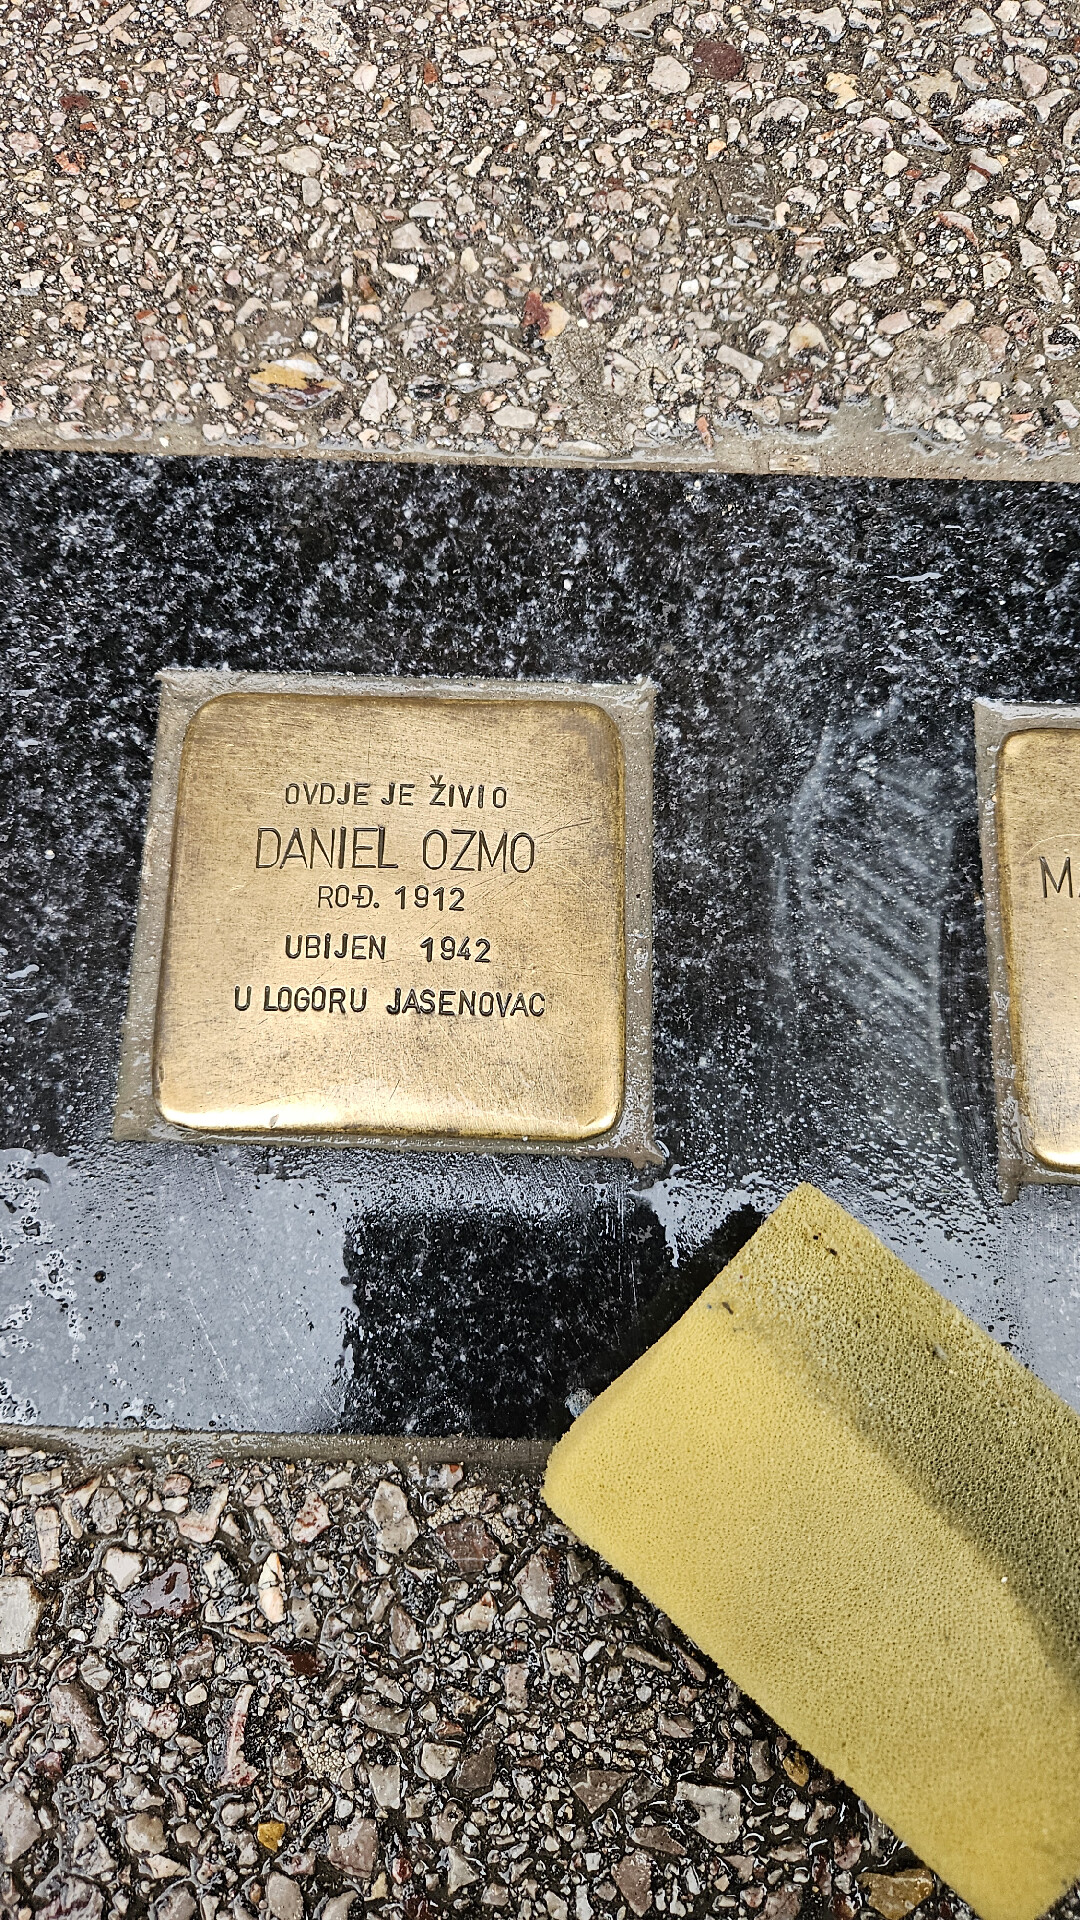 OVDJE JE ŽIVIO
DANIEL OZMO
ROĐ. 1912
UBIJEN 1942
U LOGORU JASENOVAC